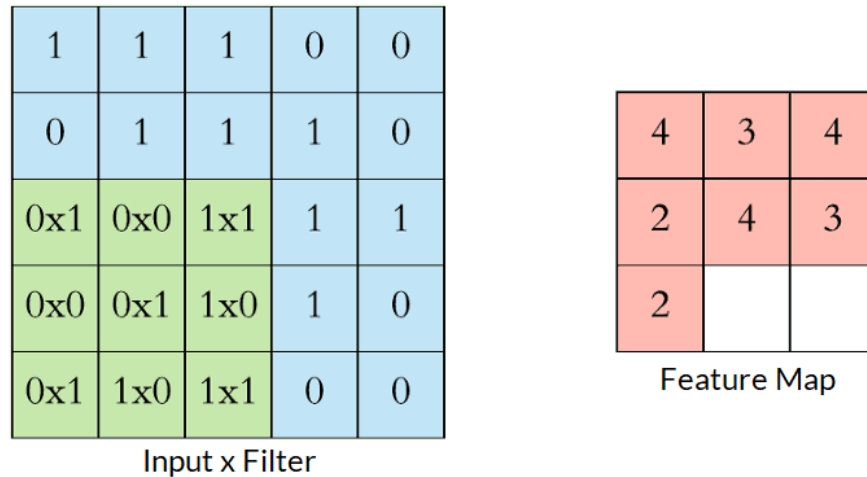 1 1 1 0 0
0 1 1 1 0
0x1 0x0 1x1 1 1
0x0 0x1 1x0 1 0
0x1 1x0 1x1 0 0
Input x Filter
4 3 4
2 4 3
2
Feature Map